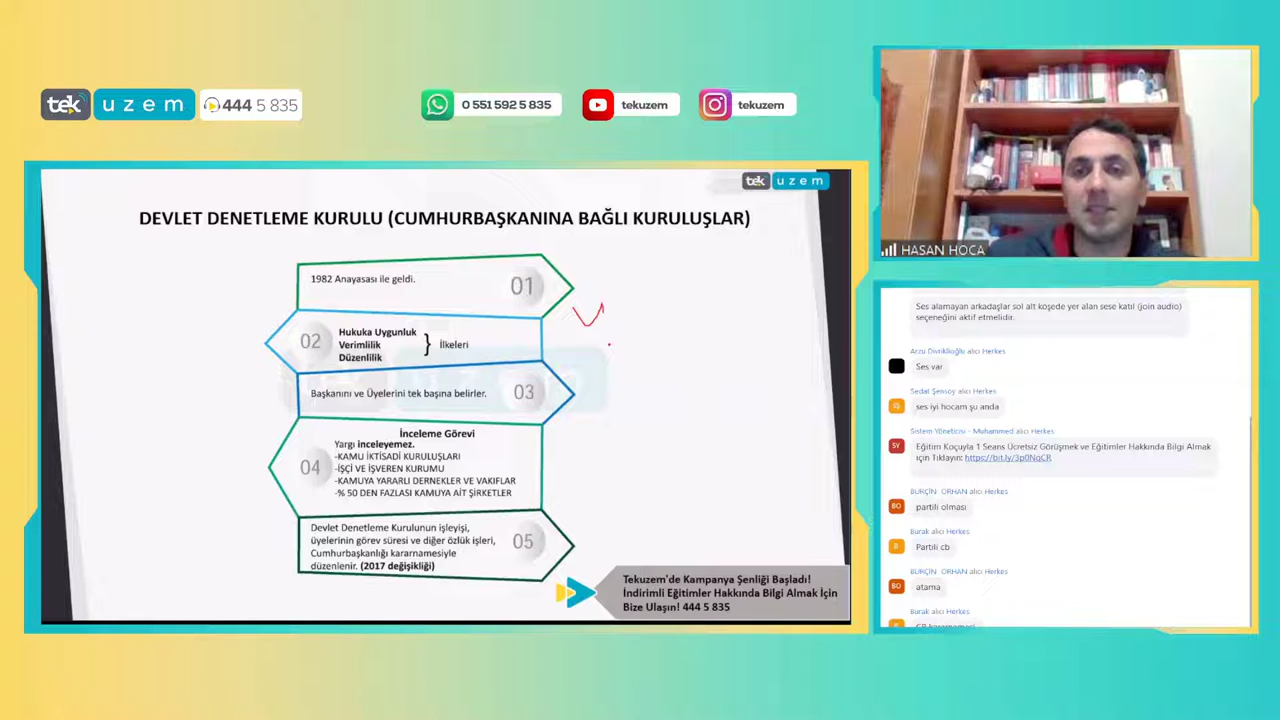 tek uzem 444 5 835
0 551 592 5 835
tekuzem
tekuzem
tek uzem
DEVLET DENETLEME KURULU (CUMHURBAŞKANINA BAĞLI KURULUŞLAR)
1982 Anayasası ile geldi.
01
02
Hukuka Uygunluk
Verimlilik
Düzenlilik
} İlkeleri
Başkanını ve Üyelerini tek başına belirler.
03
04
İnceleme Görevi
Yargı inceleyemez.
-KAMU İKTİSADİ KURULUŞLARI
-İŞÇİ VE İŞVEREN KURUMU
-KAMUYA YARARLI DERNEKLER VE VAKIFLAR
-% 50 DEN FAZLASI KAMUYA AİT ŞİRKETLER
Devlet Denetleme Kurulunun işleyişi,
üyelerinin görev süresi ve diğer özlük işleri,
Cumhurbaşkanlığı kararnamesiyle
düzenlenir. (2017 değişikliği)
05
Tekuzem'de Kampanya Şenliği Başladı!
İndirimli Eğitimler Hakkında Bilgi Almak İçin
Bize Ulaşın! 444 5 835
HASAN HOCA
Ses alamayan arkadaşlar sol alt köşede yer alan sese katıl (join audio)
seçeneğini aktif etmelidir.
Arzu Divriklioğlu alıcı Herkes
Ses var
Sedat Şensoy alıcı Herkes
SŞ
ses iyi hocam şu anda
Sistem Yöneticisi - Muhammed alıcı Herkes
SY
Eğitim Koçuyla 1 Seans Ücretsiz Görüşmek ve Eğitimler Hakkında Bilgi Almak
için Tıklayın: https://bit.ly/3p0NqCR
BURÇİN ORHAN alıcı Herkes
BO
partili olması
Burak alıcı Herkes
B
Partili cb
BURÇİN ORHAN alıcı Herkes
BO
atama
Burak alıcı Herkes
CB kararnamesi